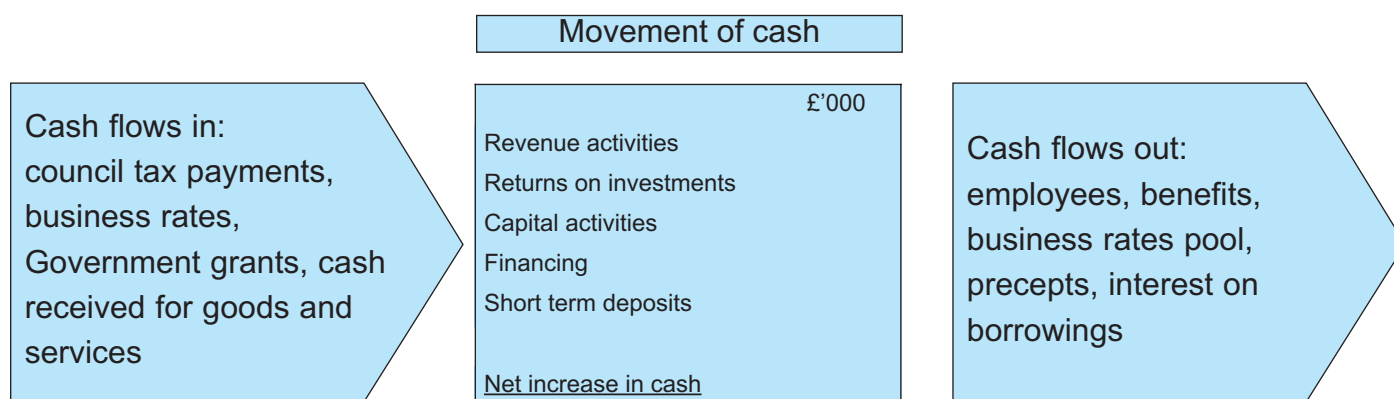 Movement of cash
Cash flows in:
council tax payments,
business rates,
Government grants, cash
received for goods and
services
£'000
Revenue activities
Returns on investments
Capital activities
Financing
Short term deposits
Net increase in cash
Cash flows out:
employees, benefits,
business rates pool,
precepts, interest on
borrowings